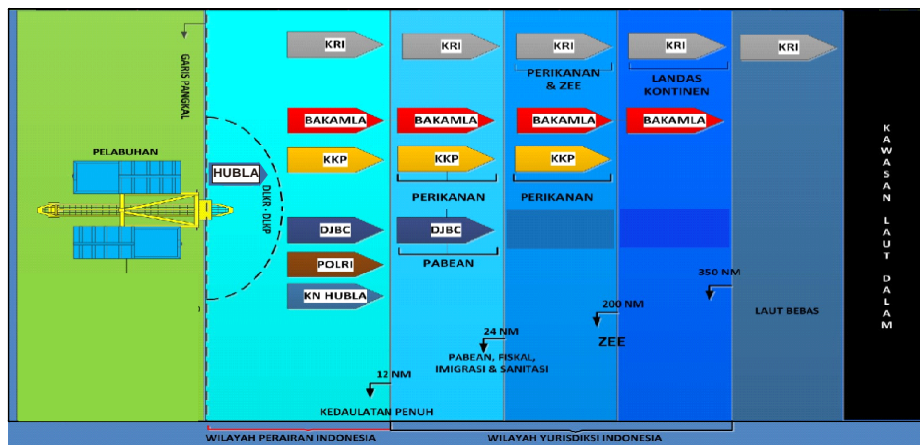 KRI
KRI
KRI
KRI
KRI
GARIS PANGKAL
PERIKANAN
& ZEE
LANDAS
KONTINEN
BAKAMLA
BAKAMLA
BAKAMLA
BAKAMLA
PELABUHAN
HUBLA
DLKR - DLKP
KKP
KKP
KKP
PERIKANAN
PERIKANAN
DJBC
DJBC
PABEAN
POLRI
KN HUBLA
350 NM
200 NM
ZEE
24 NM
PABEAN, FISKAL,
IMIGRASI & SANITASI
12 NM
KEDAULATAN PENUH
LAUT BEBAS
KAWASAN LAUT DALAM
WILAYAH PERAIRAN INDONESIA
WILAYAH YURISDIKSI INDONESIA